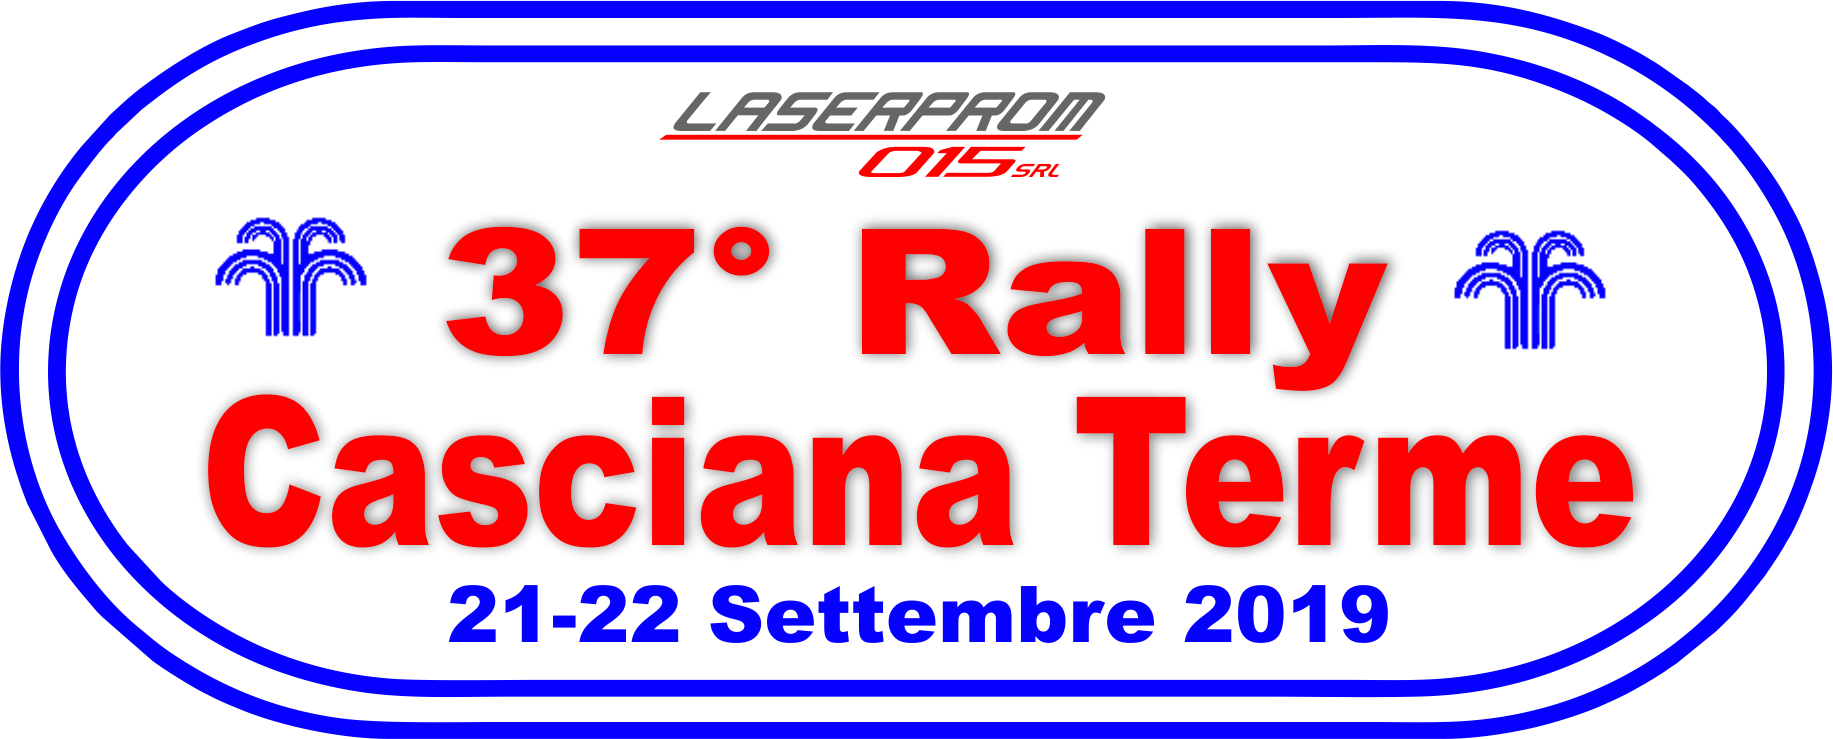 LASERPROM
015 SRL
37° Rally
Casciana Terme
21-22 Settembre 2019